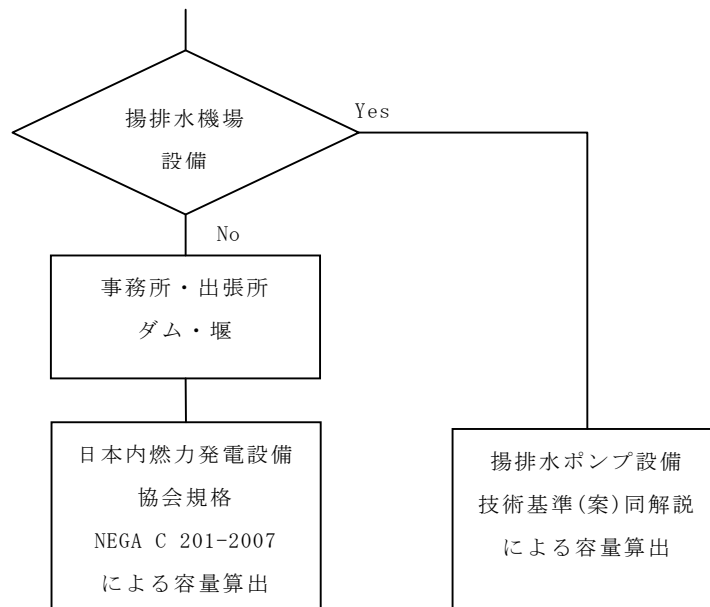 揚排水機場
設備
Yes
No
事務所・出張所
ダム・堰
日本内燃力発電設備
協会規格
NEGA C 201-2007
による容量算出
揚排水ポンプ設備
技術基準(案)同解説
による容量算出